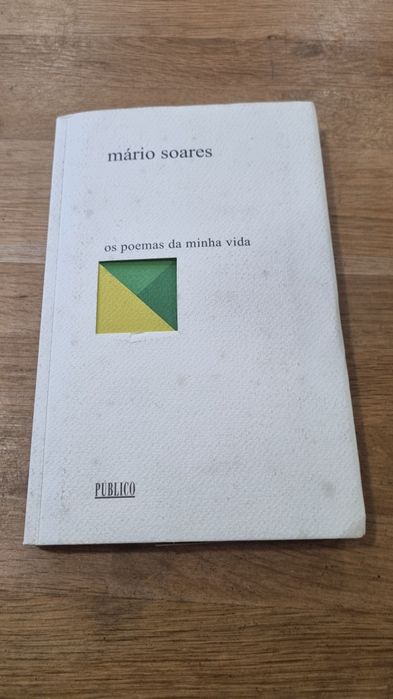 mário soares
os poemas da minha vida
PÚBLICO